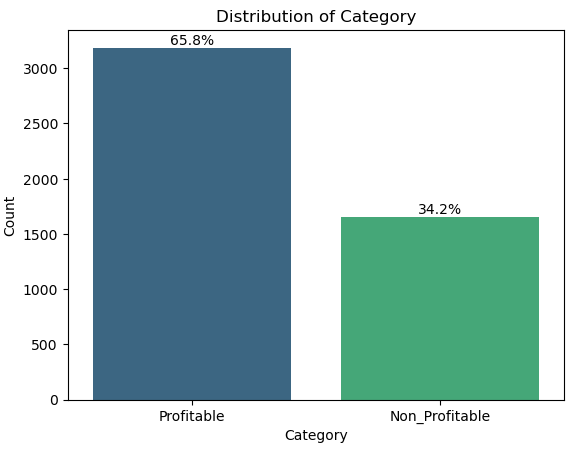 Distribution of Category
65.8%
34.2%
3000
2500
2000
1500
1000
500
0
Count
Profitable
Non_Profitable
Category